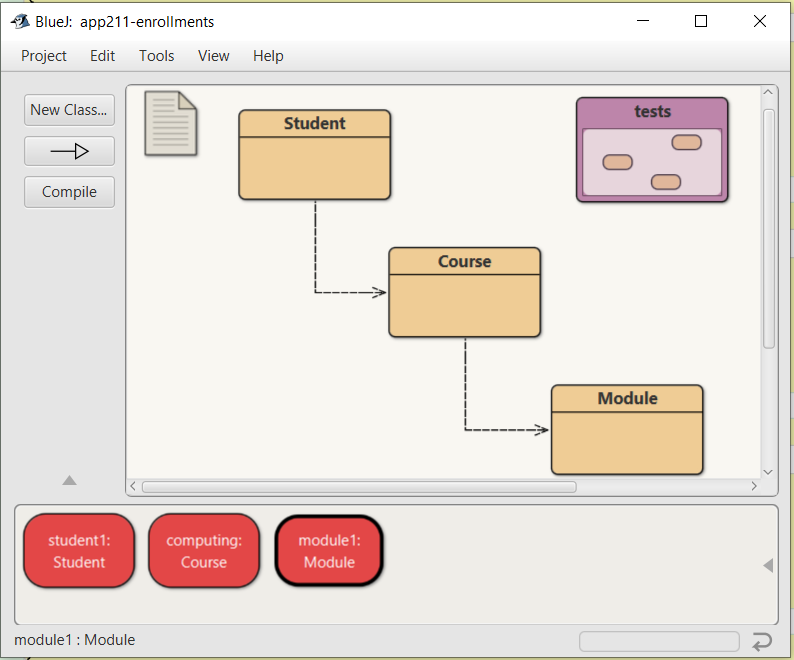 BlueJ: app211-enrollments
Project Edit Tools View Help
New Class...
Compile
Student
tests
Course
Module
student1:
Student
computing:
Course
module1:
Module
module1 : Module